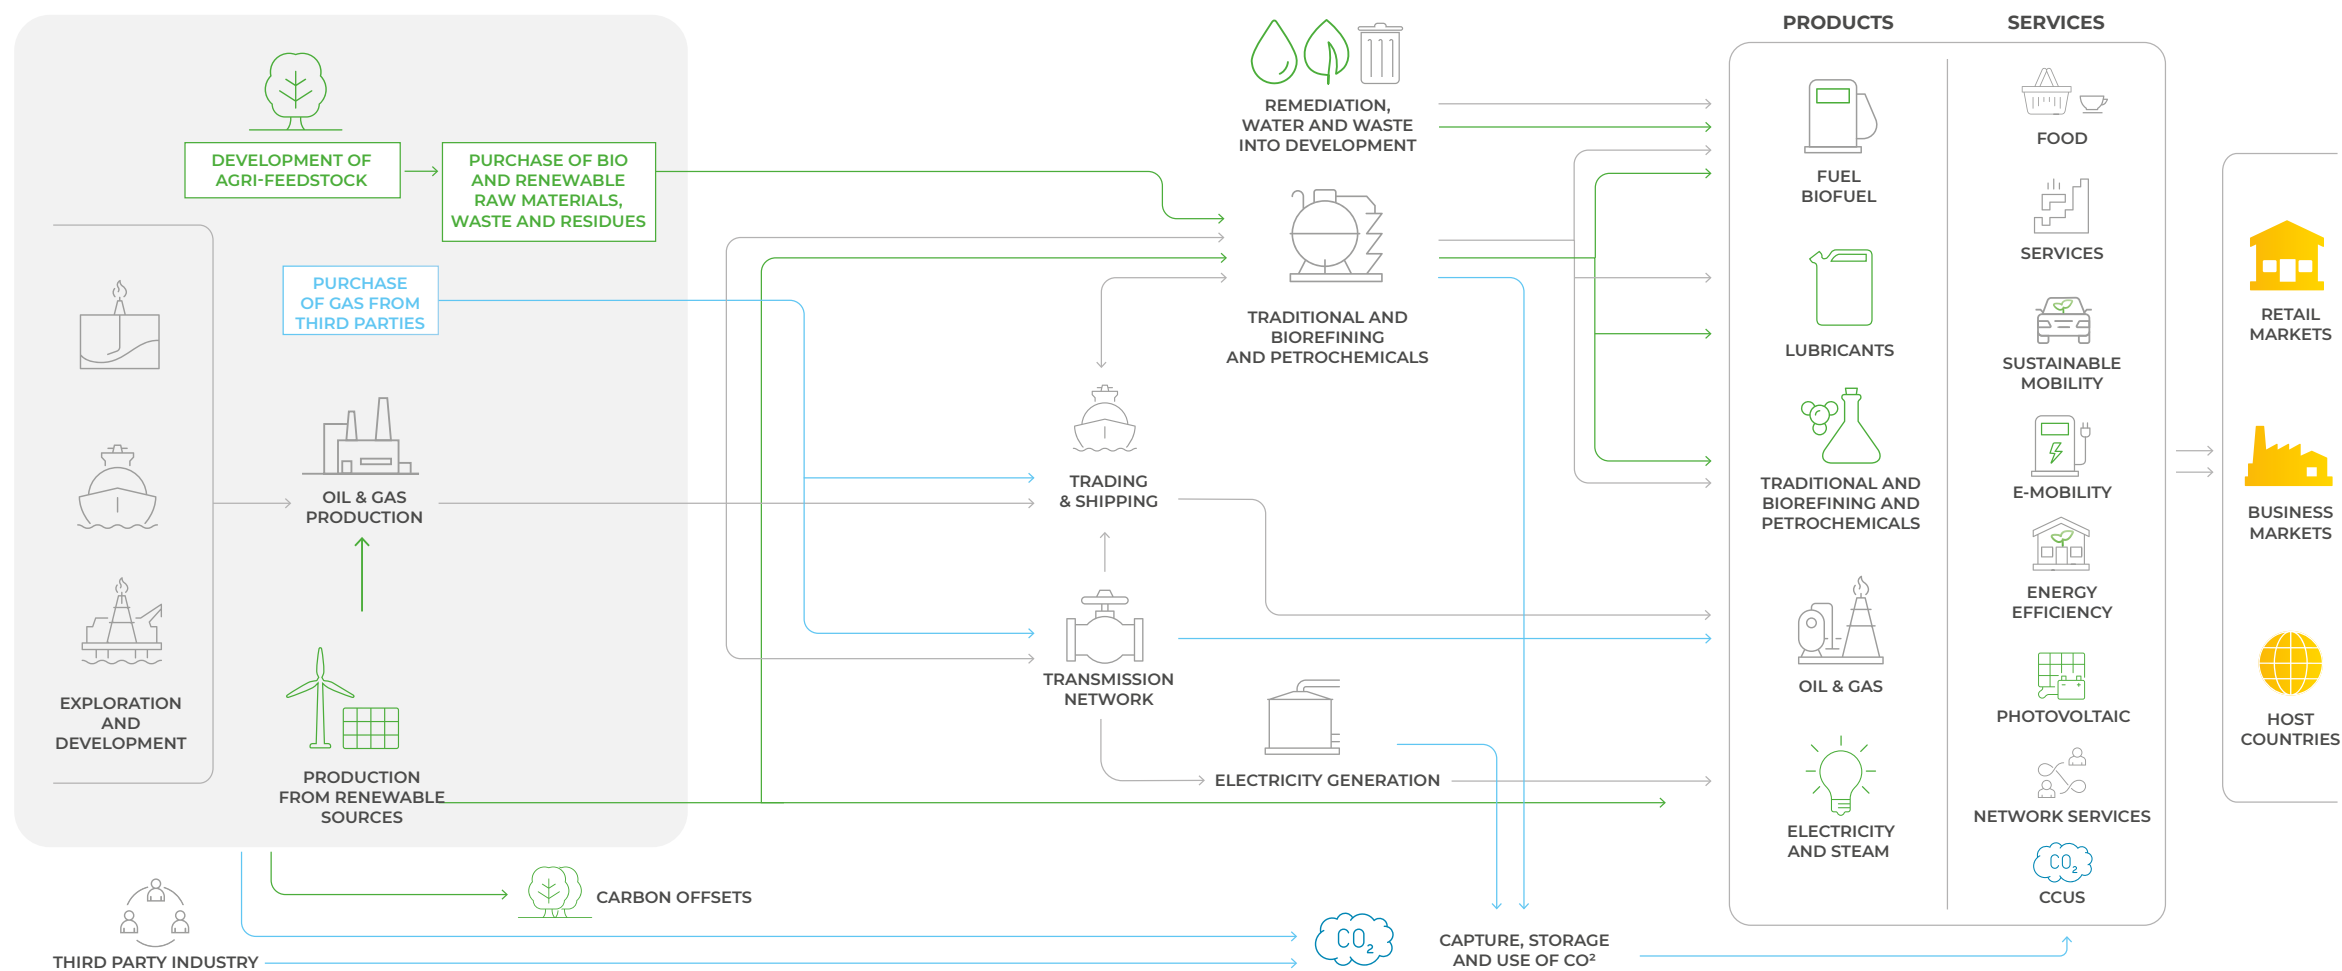 DEVELOPMENT OF
AGRI-FEEDSTOCK
PURCHASE OF BIO
AND RENEWABLE
RAW MATERIALS,
WASTE AND RESIDUES
PURCHASE
OF GAS FROM
THIRD PARTIES
OIL & GAS
PRODUCTION
EXPLORATION
AND
DEVELOPMENT
PRODUCTION
FROM RENEWABLE
SOURCES
CARBON OFFSETS
THIRD PARTY INDUSTRY
REMEDIATION,
WATER AND WASTE
INTO DEVELOPMENT
TRADITIONAL AND
BIOREFINING
AND PETROCHEMICALS
TRADING
& SHIPPING
TRANSMISSION
NETWORK
ELECTRICITY GENERATION
CO2
CAPTURE, STORAGE
AND USE OF CO²
PRODUCTS
FUEL
BIOFUEL
LUBRICANTS
TRADITIONAL AND
BIOREFINING AND
PETROCHEMICALS
OIL & GAS
ELECTRICITY
AND STEAM
SERVICES
FOOD
SERVICES
SUSTAINABLE
MOBILITY
E-MOBILITY
ENERGY
EFFICIENCY
PHOTOVOLTAIC
NETWORK SERVICES
CO2
CCUS
RETAIL
MARKETS
BUSINESS
MARKETS
HOST
COUNTRIES